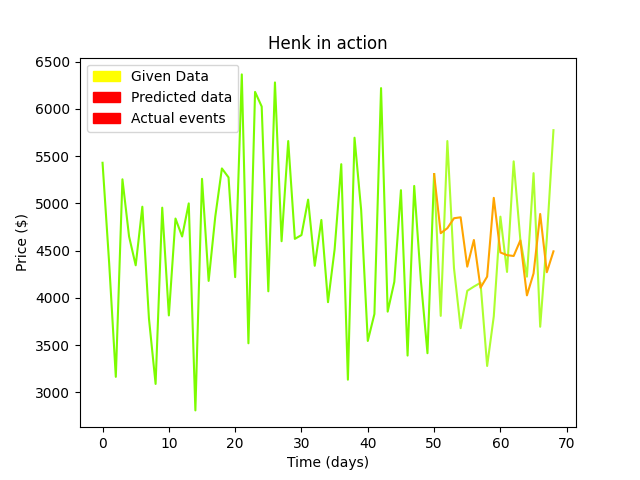 Henk in action
Given Data
Predicted data
Actual events
6500
6000
5500
5000
4500
4000
3500
3000
Price ($)
0 10 20 30 40 50 60 70
Time (days)